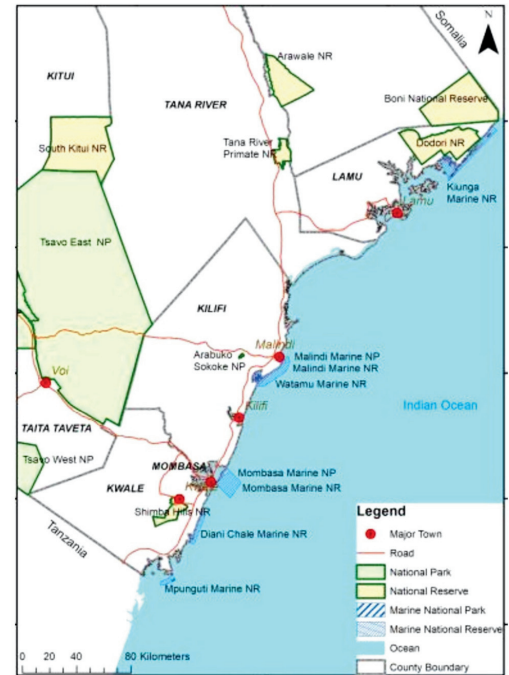 N
Somalia
Arawale NR
KITUI
Boni National Reserve
TANA RIVER
South Kitui NR
Tana River
Primate NR
Dodori NR
LAMU
Kiunga
Marine NR
Lamu
Tsavo East NP
KILIFI
Malindi
Arabuko
Sokoke NP
Malindi Marine NP
Malindi Marine NR
Watamu Marine NR
Voi
Indian Ocean
Kilifi
TAITA TAVETA
Tsavo West NP
MOMBASA
Mombasa Marine NP
Mombasa Marine NR
KWALE
Shimba Hills NR
Tanzania
Diani Chale Marine NR
Mpunguti Marine NR
Legend
Major Town
Road
National Park
National Reserve
Marine National Park
Marine National Reserve
Ocean
County Boundary
0 10 20 40 60 80 Kilometers